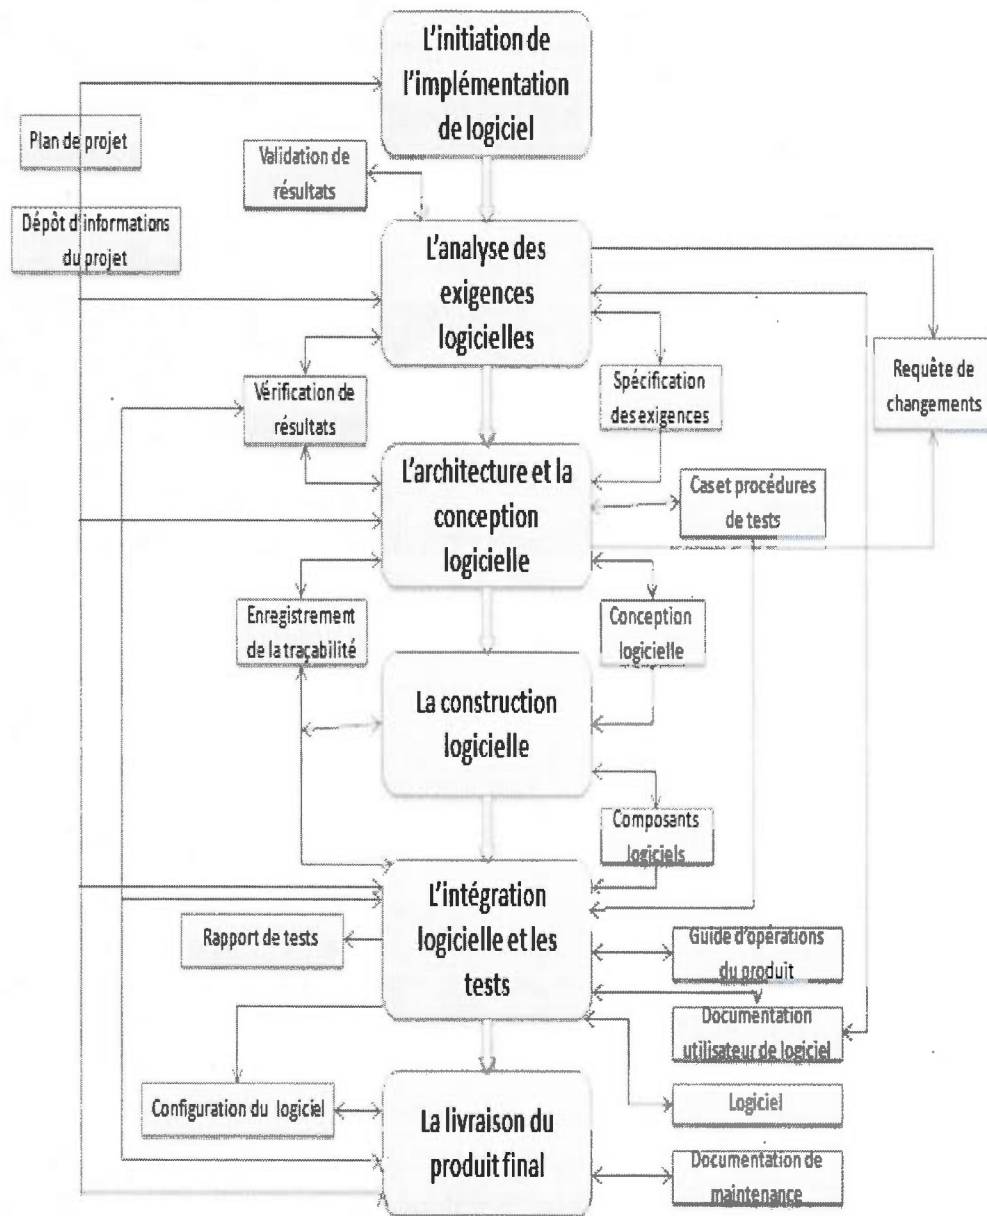 L'initiation de
l'implémentation
de logiciel
Plan de projet
Validation de
résultats
Dépôt d'informations
du projet
L'analyse des
exigences
logicielles
Vérification de
résultats
Spécification
des exigences
Requête de
changements
L'architecture et la
conception
logicielle
Cas et procédures
de tests
Enregistrement
de la traçabilité
Conception
logicielle
La construction
logicielle
Composants
logiciels
L'intégration
logicielle et les
tests
Rapport de tests
Guide d'opérations
du produit
Documentation
utilisateur de logiciel
Configuration du logiciel
Logiciel
La livraison du
produit final
Documentation de
maintenance